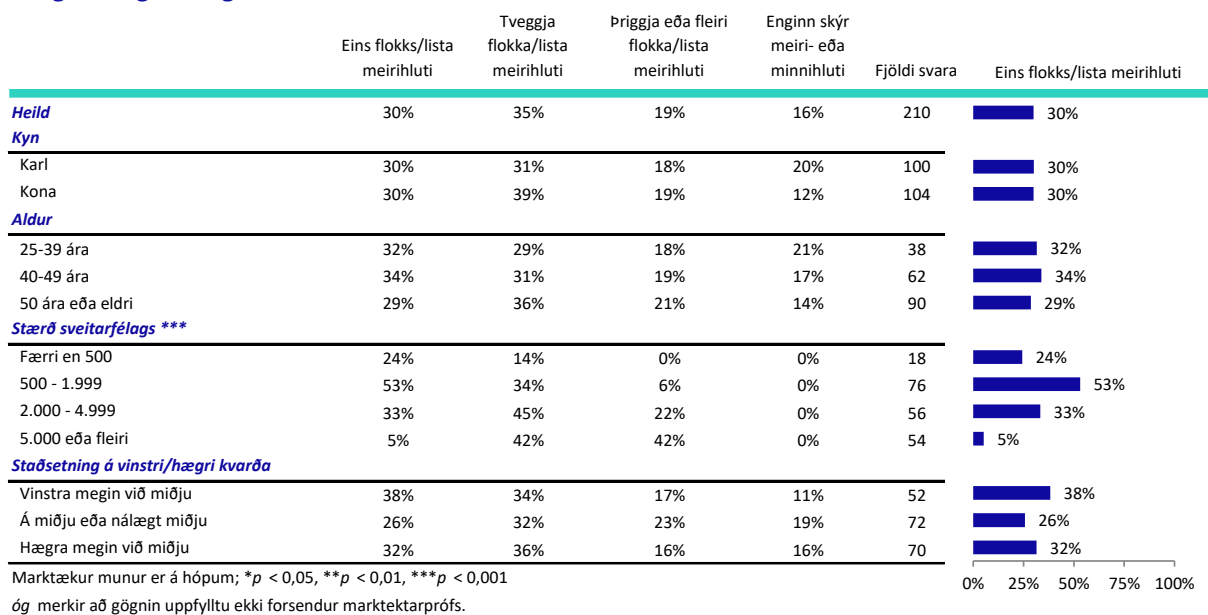 Eins flokks/lista meirihluti Tveggja flokka/lista meirihluti Þriggja eða fleiri flokka/lista meirihluti Enginn skýr meiri- eða minnihluti Fjöldi svara Eins flokks/lista meirihluti
Heild 30% 35% 19% 16% 210 30%
Kyn
Karl 30% 31% 18% 20% 100 30%
Kona 30% 39% 19% 12% 104 30%
Aldur
25-39 ára 32% 29% 18% 21% 38 32%
40-49 ára 34% 31% 19% 17% 62 34%
50 ára eða eldri 29% 36% 21% 14% 90 29%
Stærð sveitarfélags ***
Færri en 500 24% 14% 0% 0% 18 24%
500 - 1.999 53% 34% 6% 0% 76 53%
2.000 - 4.999 33% 45% 22% 0% 56 33%
5.000 eða fleiri 5% 42% 42% 0% 54 5%
Staðsetning á vinstri/hægri kvarða
Vinstra megin við miðju 38% 34% 17% 11% 52 38%
Á miðju eða nálægt miðju 26% 32% 23% 19% 72 26%
Hægra megin við miðju 32% 36% 16% 16% 70 32%
Marktækur munur er á hópum; *p < 0,05, **p < 0,01, ***p < 0,001
0% 25% 50% 75% 100%
óg merkir að gögnin uppfylltu ekki forsendur marktektarprófs.